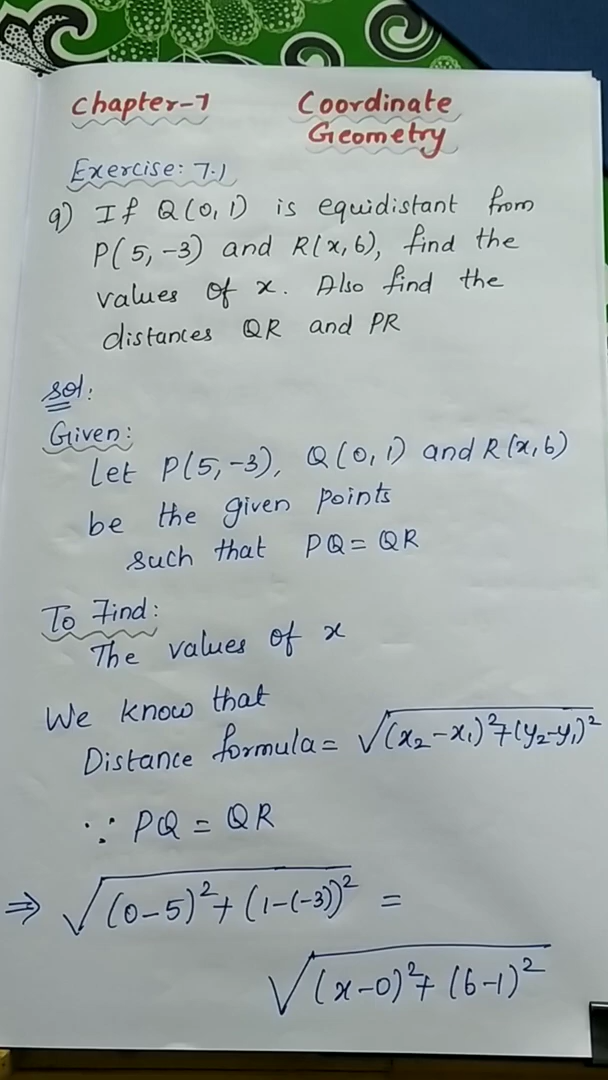 Chapter-7 Coordinate Geometry
Exercise: 7.1
9) If Q(0,1) is equidistant from
P(5,-3) and R(x,6), find the
values of x. Also find the
distances QR and PR
Sol:
Given:
Let P(5,-3), Q(0,1) and R(x,6)
be the given points
such that PQ = QR
To Find:
The values of x
We know that
Distance formula = √(x₂-x₁)²+(y₂-y₁)²
∵ PQ = QR
⇒ √(0-5)²+(1-(-3))² =
√(x-0)²+(6-1)²